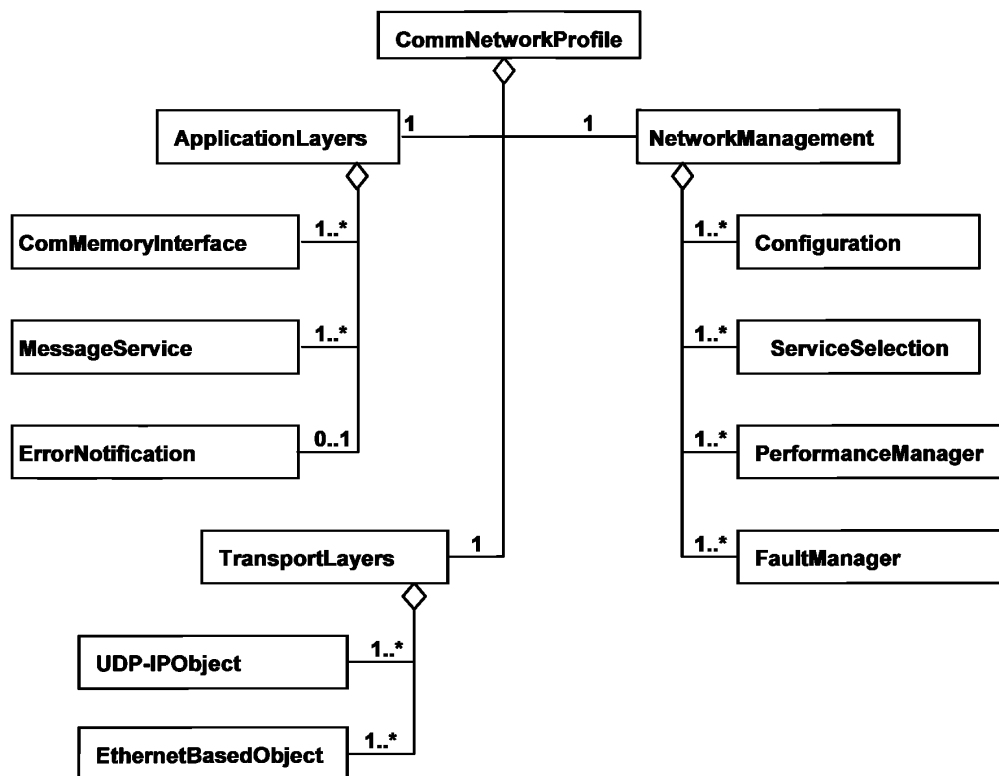 CommNetworkProfile
ApplicationLayers
1
1
NetworkManagement
ComMemoryInterface
1..*
1..*
Configuration
MessageService
1..*
1..*
ServiceSelection
ErrorNotification
0..1
1..*
PerformanceManager
TransportLayers
1
1..*
FaultManager
UDP-IPObject
1..*
EthernetBasedObject
1..*